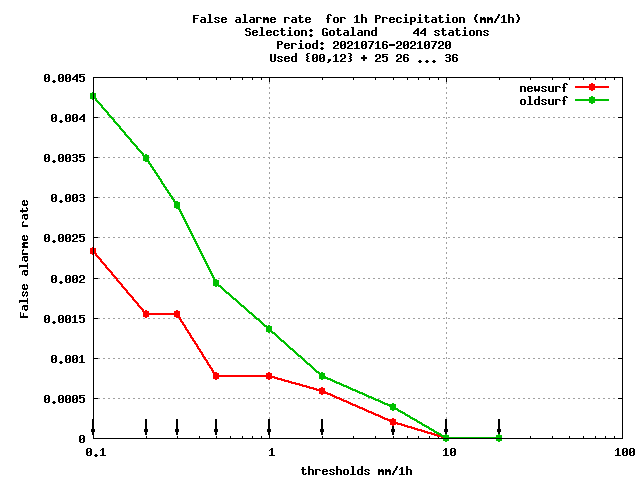 False alarme rate  for 1h Precipitation (mm/1h)
Selection: Gotaland     44 stations
Period: 20210716-20210720
Used {00,12} + 25 26 ... 36
newsurf
oldsurf
0.0045
0.004
0.0035
0.003
0.0025
0.002
0.0015
0.001
0.0005
0
False alarme rate
0.1 1 10 100
thresholds mm/1h